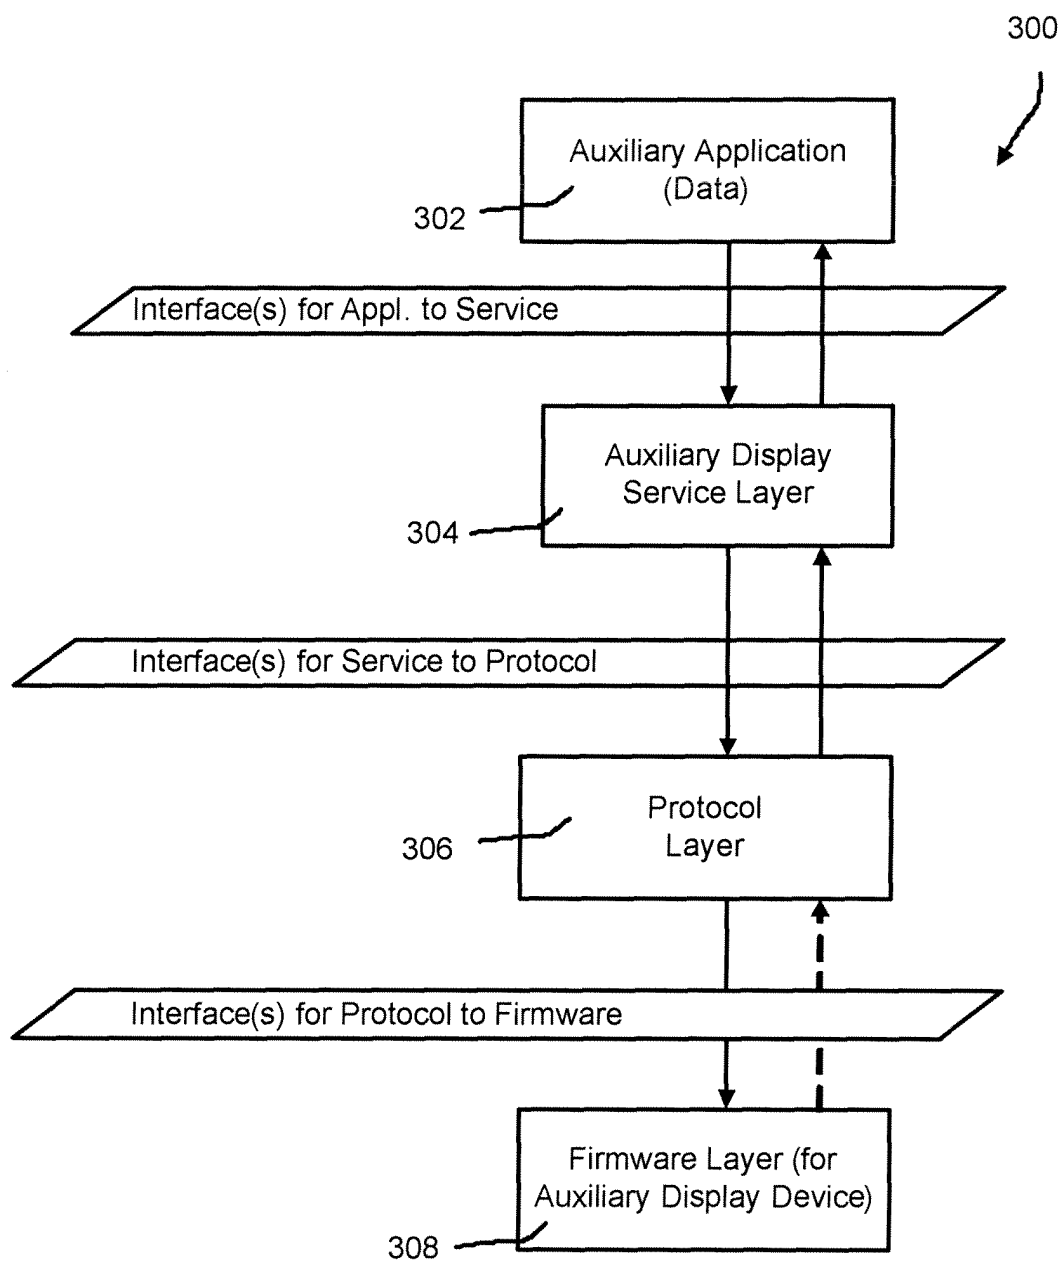 300
Auxiliary Application
(Data)
302
Interface(s) for Appl. to Service
Auxiliary Display
Service Layer
304
Interface(s) for Service to Protocol
Protocol
Layer
306
Interface(s) for Protocol to Firmware
Firmware Layer (for
Auxiliary Display Device)
308